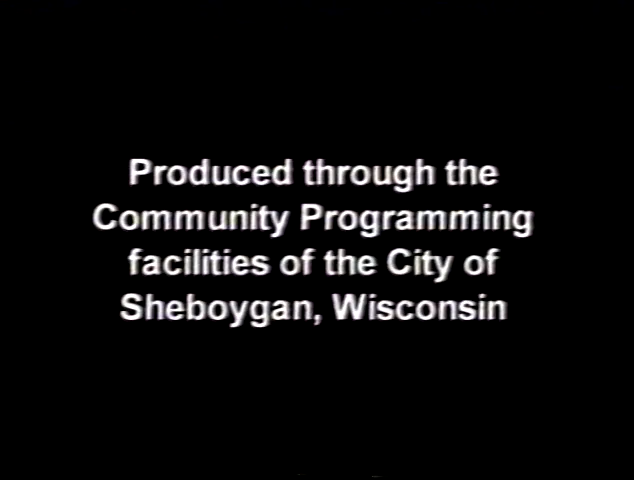 Produced through the
Community Programming
facilities of the City of
Sheboygan, Wisconsin